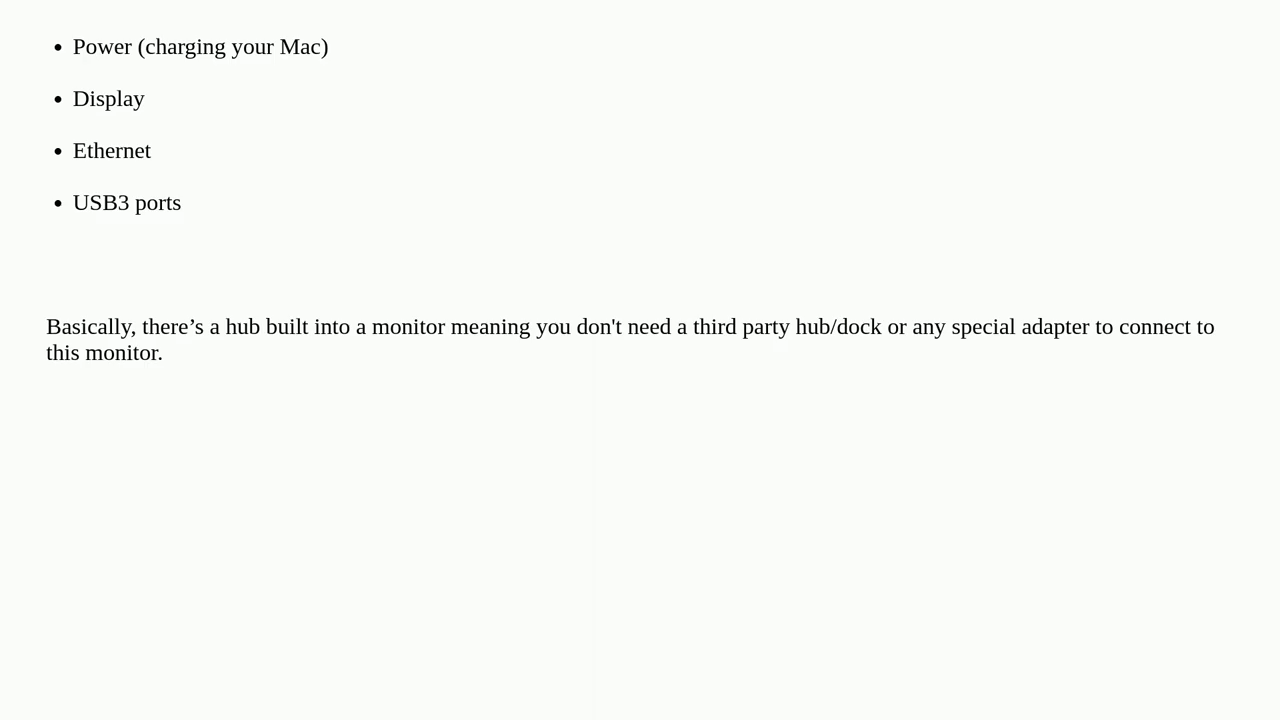 • Power (charging your Mac)
• Display
• Ethernet
• USB3 ports
Basically, there’s a hub built into a monitor meaning you don't need a third party hub/dock or any special adapter to connect to
this monitor.